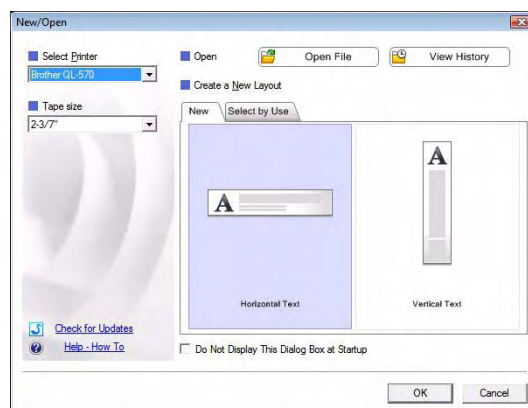 New/Open
Select Printer
Brother QL-570
Tape size
2-3/7"
Check for Updates
Help - How To
Open
Open File
View History
Create a New Layout
New
Select by Use
A
Horizontal Text
A
Vertical Text
Do Not Display This Dialog Box at Startup
OK
Cancel